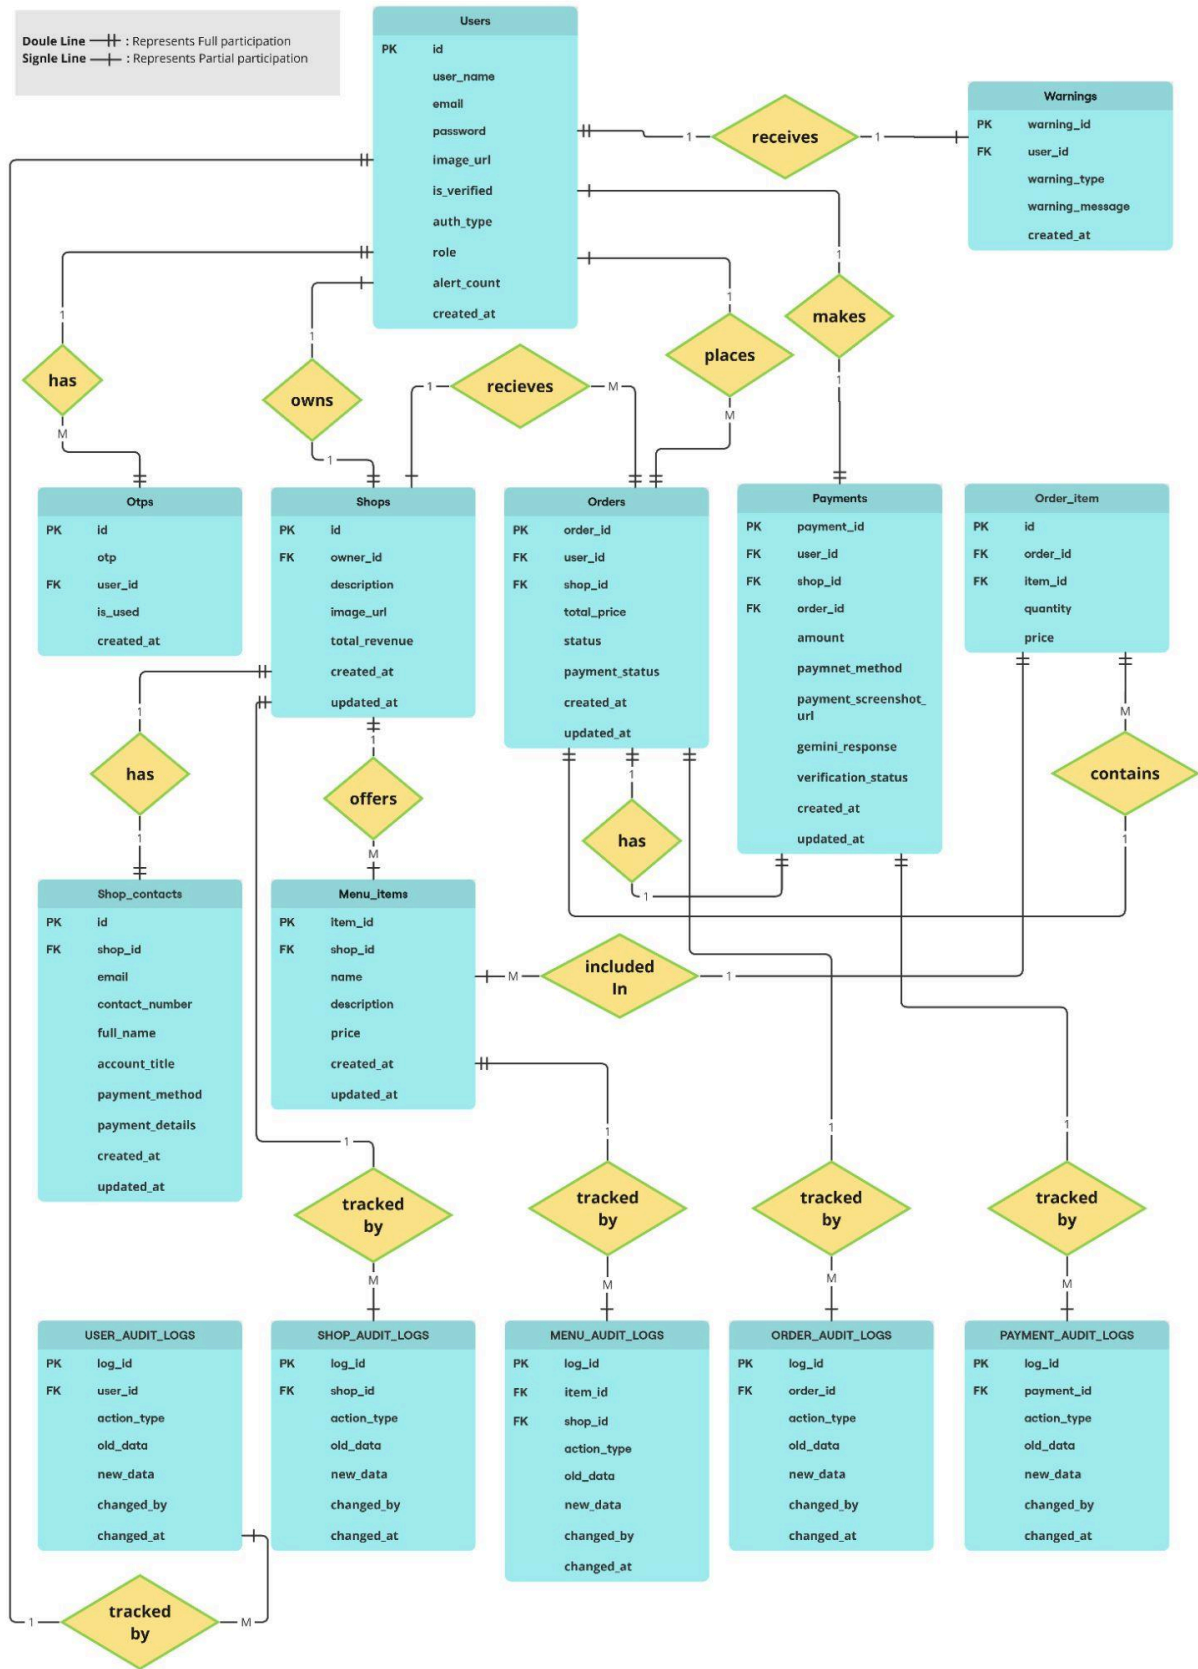 Doule Line : Represents Full participation
Signle Line : Represents Partial participation
Users
PK id
user_name
email
password
image_url
is_verified
auth_type
role
alert_count
created_at
1 receives 1
Warnings
PK warning_id
FK user_id
warning_type
warning_message
created_at
1
has
M
1
owns
1
1 recieves M
1
places
M
1
makes
1
Otps
PK id
otp
FK user_id
is_used
created_at
Shops
PK id
FK owner_id
description
image_url
total_revenue
created_at
updated_at
Orders
PK order_id
FK user_id
FK shop_id
total_price
status
payment_status
created_at
updated_at
Payments
PK payment_id
FK user_id
FK shop_id
FK order_id
amount
paymnet_method
payment_screenshot_
url
gemini_response
verification_status
created_at
updated_at
Order_item
PK id
FK order_id
FK item_id
quantity
price
1
has
1
1
offers
M
1
has
1
M
contains
1
Shop_contacts
PK id
FK shop_id
email
contact_number
full_name
account_title
payment_method
payment_details
created_at
updated_at
Menu_items
PK item_id
FK shop_id
name
description
price
created_at
updated_at
M included 1
In
1
tracked
by
M
1
tracked
by
M
1
tracked
by
M
1
tracked
by
M
USER_AUDIT_LOGS
PK log_id
FK user_id
action_type
old_data
new_data
changed_by
changed_at
SHOP_AUDIT_LOGS
PK log_id
FK shop_id
action_type
old_data
new_data
changed_by
changed_at
MENU_AUDIT_LOGS
PK log_id
FK item_id
FK shop_id
action_type
old_data
new_data
changed_by
changed_at
ORDER_AUDIT_LOGS
PK log_id
FK order_id
action_type
old_data
new_data
changed_by
changed_at
PAYMENT_AUDIT_LOGS
PK log_id
FK payment_id
action_type
old_data
new_data
changed_by
changed_at
1 tracked M
by